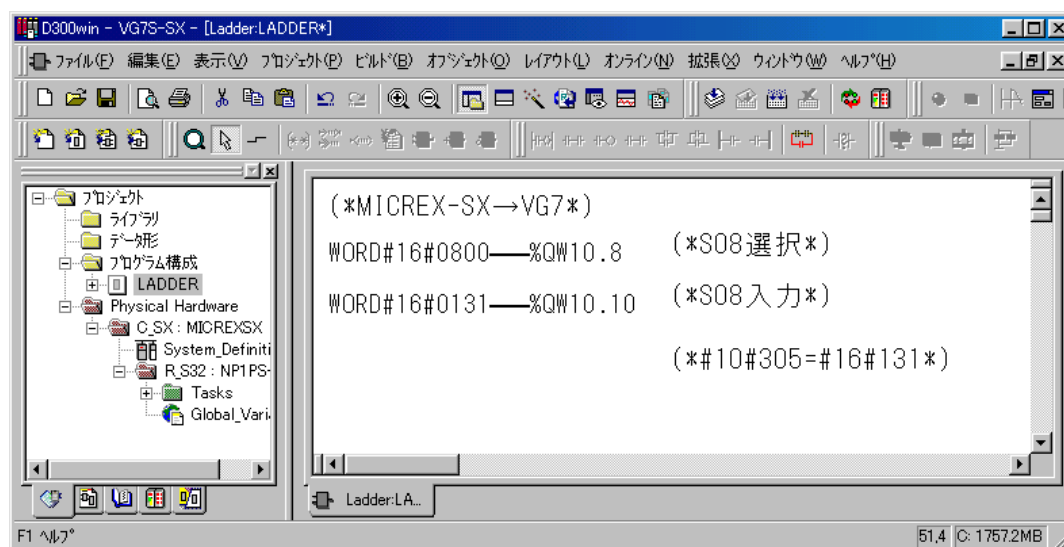 D300win - VG7S-SX - [Ladder:LADDER*]
ファイル(F) 編集(E) 表示(V) プロジェクト(P) ビルド(B) オブジェクト(O) レイアウト(L) オンライン(N) 拡張(X) ウィンドウ(W) ヘルプ(H)
プロジェクト
ライブラリ
データ形
プログラム構成
LADDER
Physical Hardware
C_SX : MICREXSX
System_Definiti
R_S32 : NP1PS-
Tasks
Global_Vari
(*MICREX-SX→VG7*)
WORD#16#0800 %QW10.8 (*S08選択*)
WORD#16#0131 %QW10.10 (*S08入力*)
(*#10#305=#16#131*)
Ladder:LA...
F1 ヘルプ
51,4 C: 1757.2MB